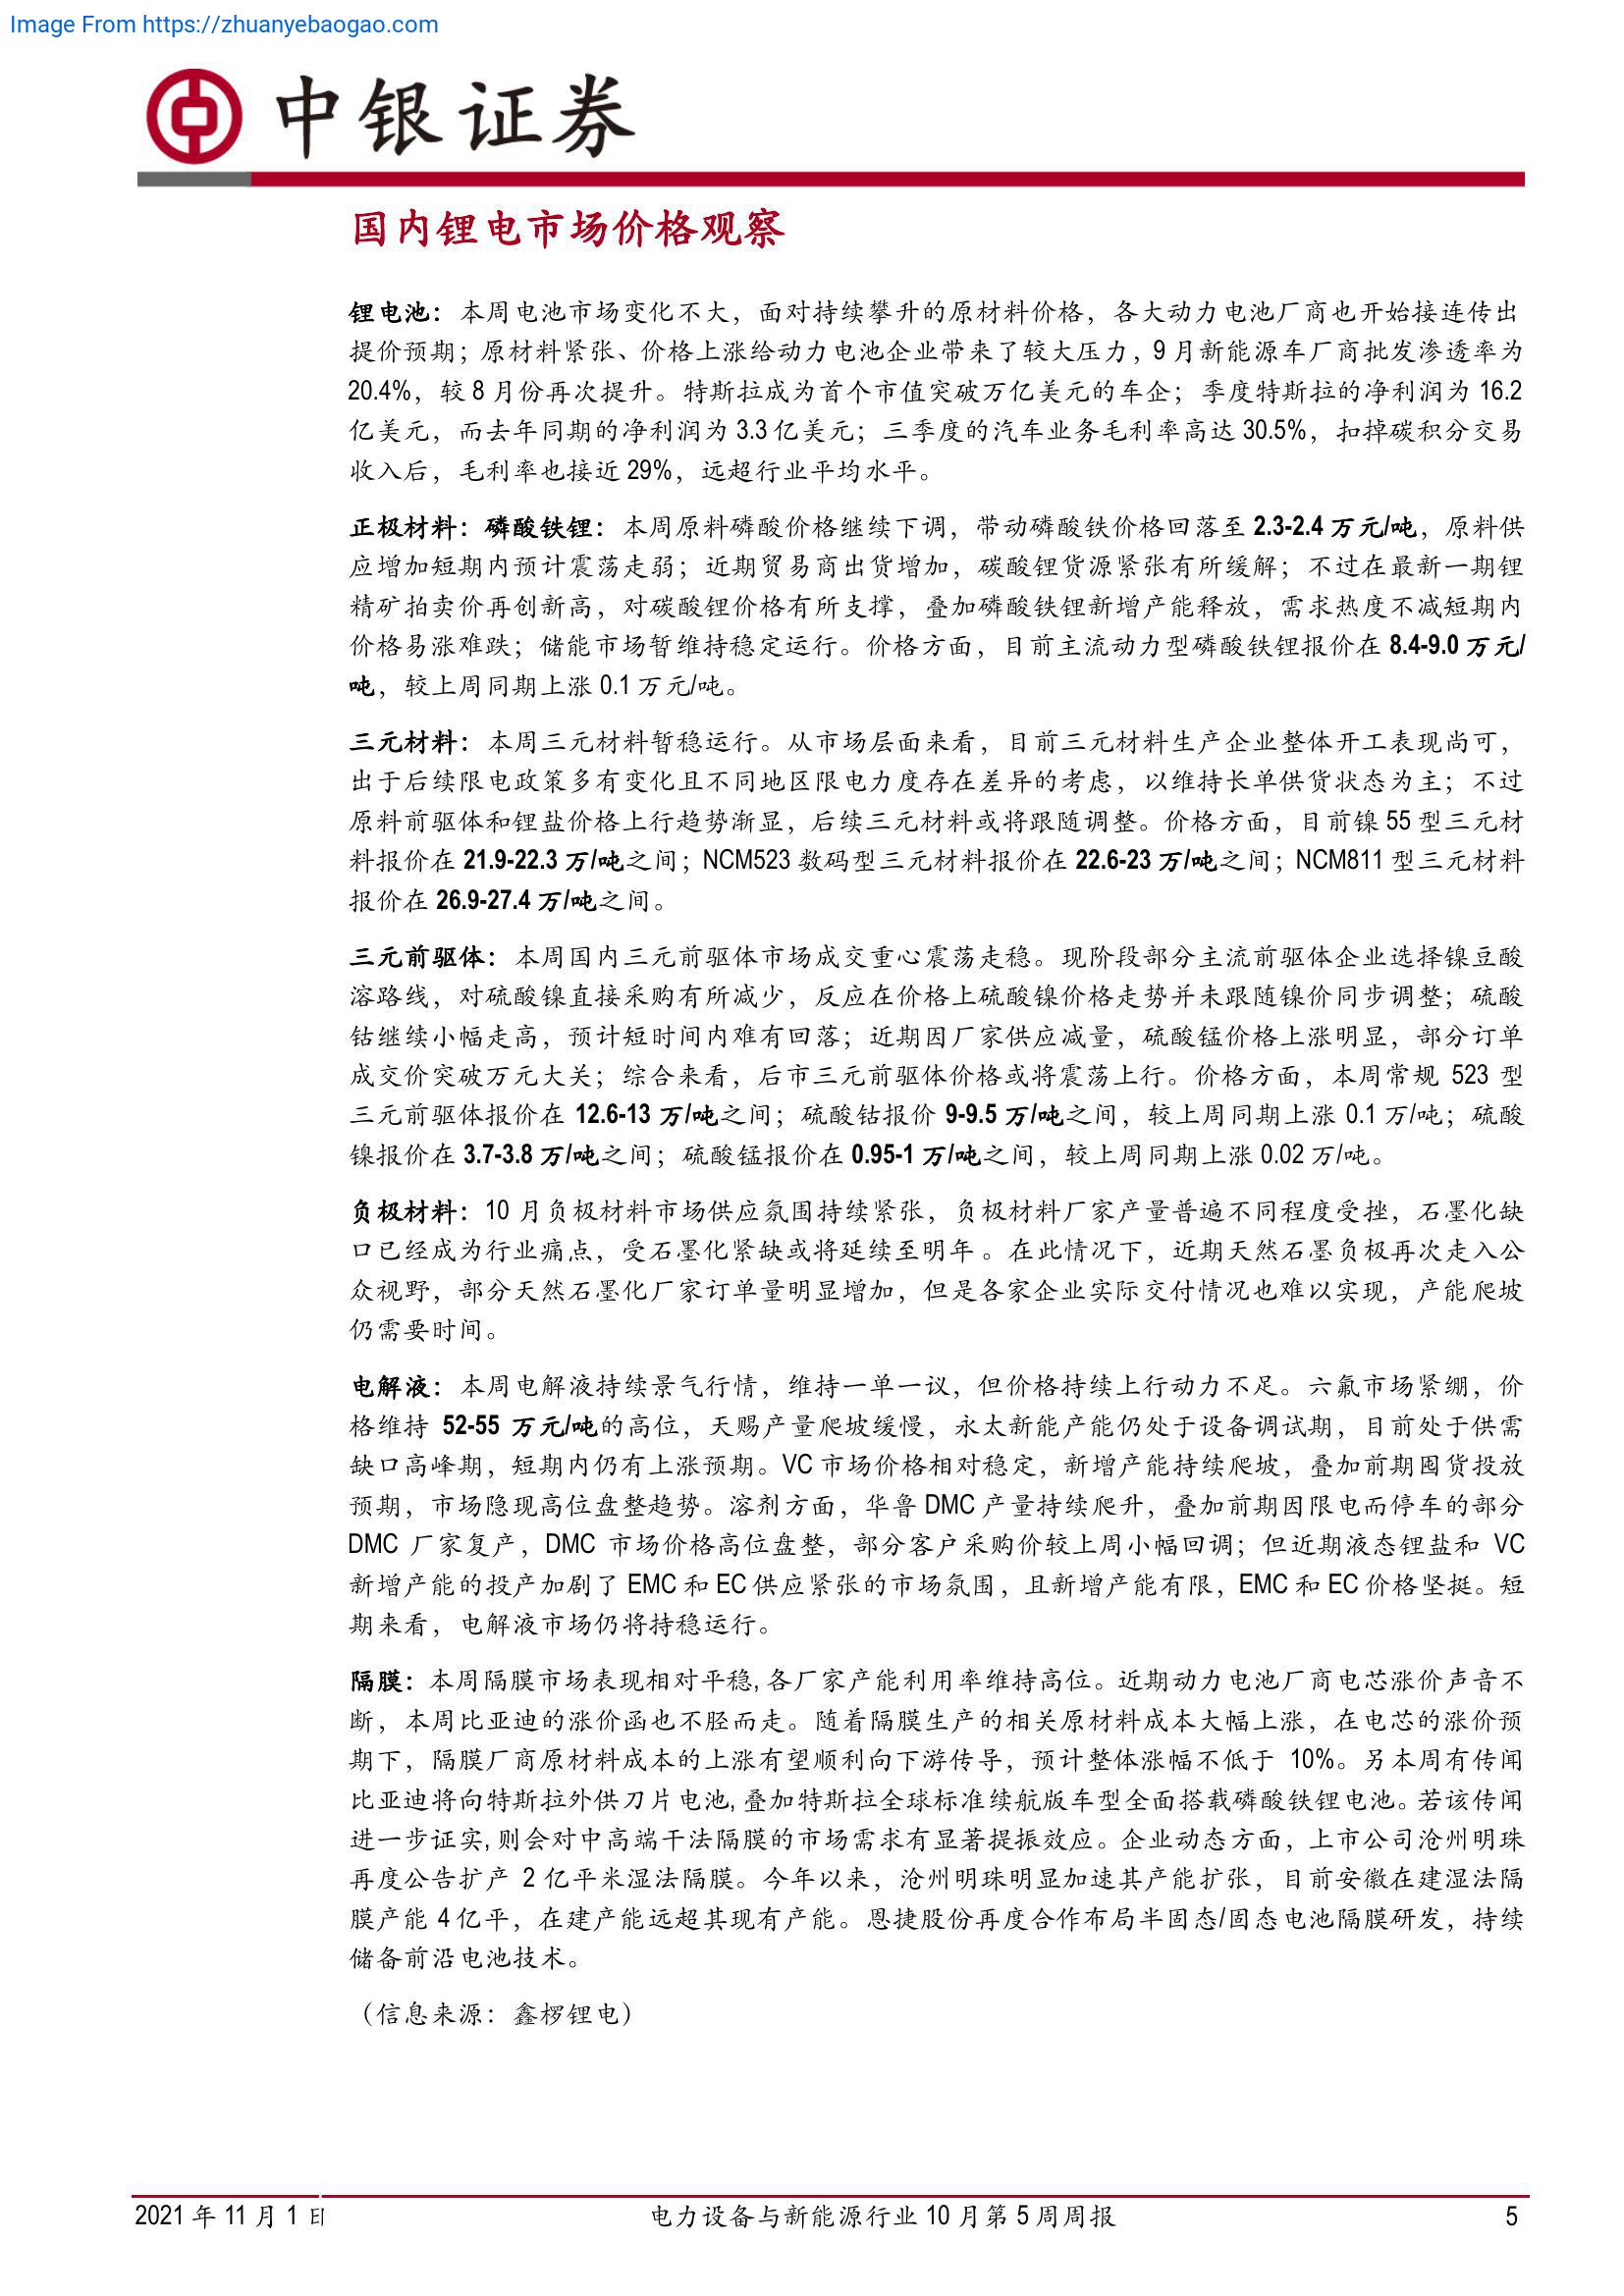 Image From https://zhuanyebaogao.com
中银证券
国内锂电市场价格观察
锂电池：本周电池市场变化不大，面对持续攀升的原材料价格，各大动力电池厂商也开始接连传出
提价预期；原材料紧张、价格上涨给动力电池企业带来了较大压力，9 月新能源车厂商批发渗透率为
20.4%，较 8 月份再次提升。特斯拉成为首个市值突破万亿美元的车企；季度特斯拉的净利润为 16.2
亿美元，而去年同期的净利润为 3.3 亿美元；三季度的汽车业务毛利率高达 30.5%，扣掉碳积分交易
收入后，毛利率也接近 29%，远超行业平均水平。
正极材料：磷酸铁锂：本周原料磷酸价格继续下调，带动磷酸铁价格回落至 2.3-2.4 万元/吨，原料供
应增加短期内预计震荡走弱；近期贸易商出货增加，碳酸锂货源紧张有所缓解；不过在最新一期锂
精矿拍卖价再创新高，对碳酸锂价格有所支撑，叠加磷酸铁锂新增产能释放，需求热度不减短期内
价格易涨难跌；储能市场暂维持稳定运行。价格方面，目前主流动力型磷酸铁锂报价在 8.4-9.0 万元/
吨，较上周同期上涨 0.1 万元/吨。
三元材料：本周三元材料暂稳运行。从市场层面来看，目前三元材料生产企业整体开工表现尚可，
出于后续限电政策多有变化且不同地区限电力度存在差异的考虑，以维持长单供货状态为主；不过
原料前驱体和锂盐价格上行趋势渐显，后续三元材料或将跟随调整。价格方面，目前镍 55 型三元材
料报价在 21.9-22.3 万/吨之间；NCM523 数码型三元材料报价在 22.6-23 万/吨之间；NCM811 型三元材料
报价在 26.9-27.4 万/吨之间。
三元前驱体：本周国内三元前驱体市场成交重心震荡走稳。现阶段部分主流前驱体企业选择镍豆酸
溶路线，对硫酸镍直接采购有所减少，反应在价格上硫酸镍价格走势并未跟随镍价同步调整；硫酸
钴继续小幅走高，预计短时间内难有回落；近期因厂家供应减量，硫酸锰价格上涨明显，部分订单
成交价突破万元大关；综合来看，后市三元前驱体价格或将震荡上行。价格方面，本周常规 523 型
三元前驱体报价在 12.6-13 万/吨之间；硫酸钴报价 9-9.5 万/吨之间，较上周同期上涨 0.1 万/吨；硫酸
镍报价在 3.7-3.8 万/吨之间；硫酸锰报价在 0.95-1 万/吨之间，较上周同期上涨 0.02 万/吨。
负极材料：10 月负极材料市场供应氛围持续紧张，负极材料厂家产量普遍不同程度受挫，石墨化缺
口已经成为行业痛点，受石墨化紧缺或将延续至明年 。在此情况下，近期天然石墨负极再次走入公
众视野，部分天然石墨化厂家订单量明显增加，但是各家企业实际交付情况也难以实现，产能爬坡
仍需要时间。
电解液：本周电解液持续景气行情，维持一单一议，但价格持续上行动力不足。六氟市场紧绷，价
格维持 52-55 万元/吨的高位，天赐产量爬坡缓慢，永太新能产能仍处于设备调试期，目前处于供需
缺口高峰期，短期内仍有上涨预期。VC 市场价格相对稳定，新增产能持续爬坡，叠加前期囤货投放
预期，市场隐现高位盘整趋势。溶剂方面，华鲁 DMC 产量持续爬升，叠加前期因限电而停车的部分
DMC 厂家复产，DMC 市场价格高位盘整，部分客户采购价较上周小幅回调；但近期液态锂盐和 VC
新增产能的投产加剧了 EMC 和 EC 供应紧张的市场氛围，且新增产能有限，EMC 和 EC 价格坚挺。短
期来看，电解液市场仍将持稳运行。
隔膜：本周隔膜市场表现相对平稳,各厂家产能利用率维持高位。近期动力电池厂商电芯涨价声音不
断，本周比亚迪的涨价函也不胫而走。随着隔膜生产的相关原材料成本大幅上涨，在电芯的涨价预
期下，隔膜厂商原材料成本的上涨有望顺利向下游传导，预计整体涨幅不低于 10%。另本周有传闻
比亚迪将向特斯拉外供刀片电池,叠加特斯拉全球标准续航版车型全面搭载磷酸铁锂电池。若该传闻
进一步证实,则会对中高端干法隔膜的市场需求有显著提振效应。企业动态方面，上市公司沧州明珠
再度公告扩产 2 亿平米湿法隔膜。今年以来，沧州明珠明显加速其产能扩张，目前安徽在建湿法隔
膜产能 4 亿平，在建产能远超其现有产能。恩捷股份再度合作布局半固态/固态电池隔膜研发，持续
储备前沿电池技术。
（信息来源：鑫椤锂电）
2021 年 11 月 1 日
电力设备与新能源行业 10 月第 5 周周报
5